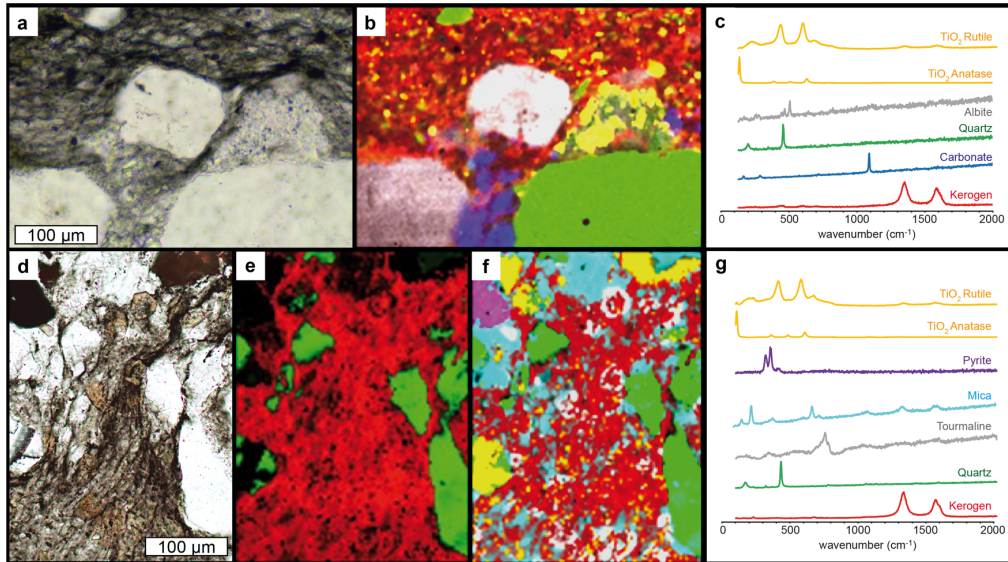 a
100 µm
b
c
TiO2 Rutile
TiO2 Anatase
Albite
Quartz
Carbonate
Kerogen
0 500 1000 1500 2000
wavenumber (cm-1)
d
100 µm
e
f
g
TiO2 Rutile
TiO2 Anatase
Pyrite
Mica
Tourmaline
Quartz
Kerogen
0 500 1000 1500 2000
wavenumber (cm-1)